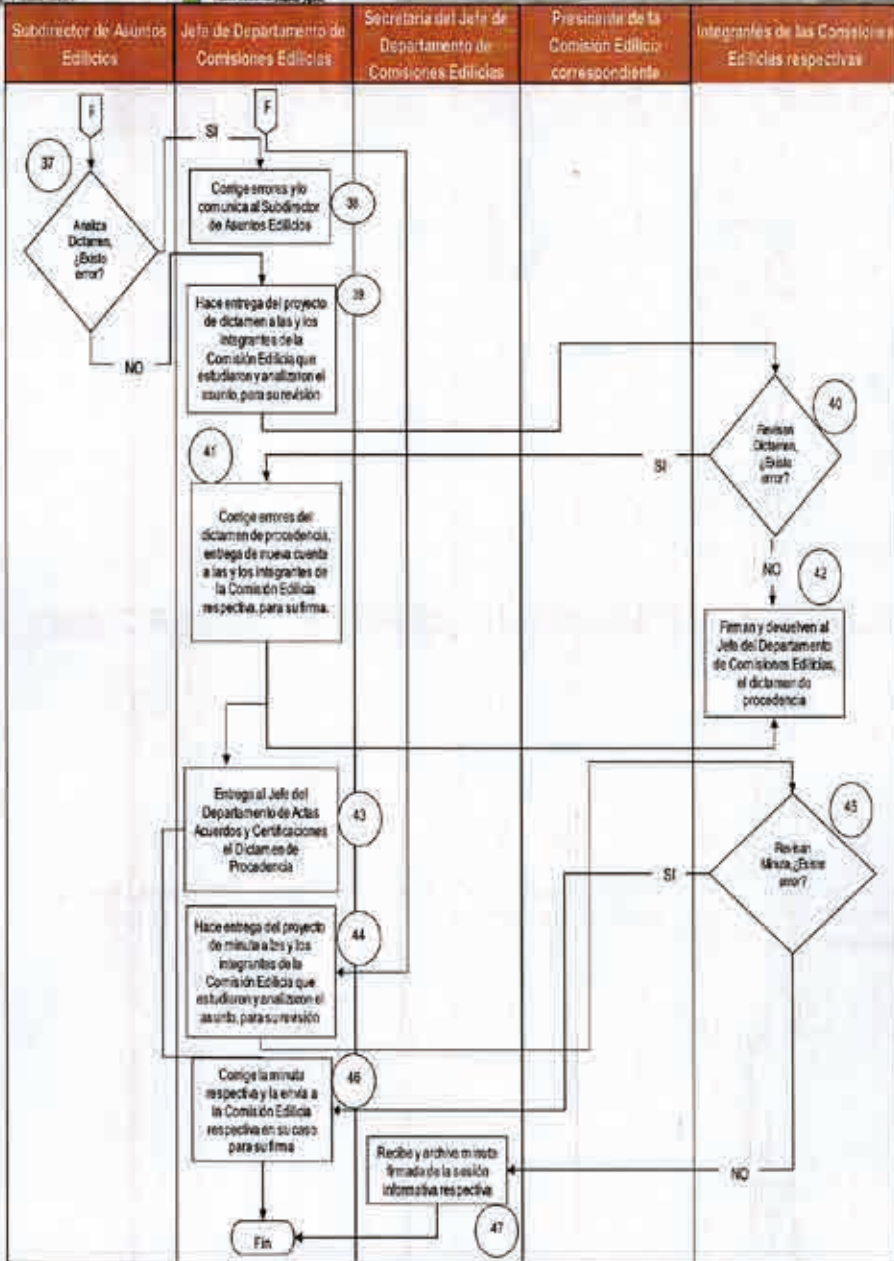 Subdirector de Asuntos
Edilicios
Jefe de Departamento de
Comisiones Edilicias
Secretaria del Jefe de
Departamento de
Comisiones Edilicias
Presidente de la
Comisión Edilicia
correspondiente
Integrantes de las Comisiones
Edilicias respectivas
F
F
SI
37
Analiza
Dictamen,
¿Existe
error?
NO
Corrige errores y lo
comunica al Subdirector
de Asuntos Edilicios
38
Hace entrega del proyecto
de dictamen a las y los
integrantes de la
Comisión Edilicia que
estudiaron y analizaron el
asunto, para su revisión
39
40
Revisan
Dictamen,
¿Existe
error?
SI
NO
41
Corrige errores del
dictamen de procedencia,
entrega de nueva cuenta
a las y los integrantes de
la Comisión Edilicia
respectiva, para su firma.
42
Firman y devuelven al
Jefe del Departamento
de Comisiones Edilicias,
el dictamen de
procedencia
Entrega al Jefe del
Departamento de Actas
Acuerdos y Certificaciones
el Dictamen de
Procedencia
43
Hace entrega del proyecto
de minuta a las y los
integrantes de la
Comisión Edilicia que
estudiaron y analizaron el
asunto, para su revisión
44
45
Revisan
Minuta, ¿Existe
error?
SI
NO
Corrige la minuta
respectiva y la envía a
la Comisión Edilicia
respectiva en su caso
para su firma
46
Recibe y archiva minuta
firmada de la sesión
informativa respectiva
47
Fin